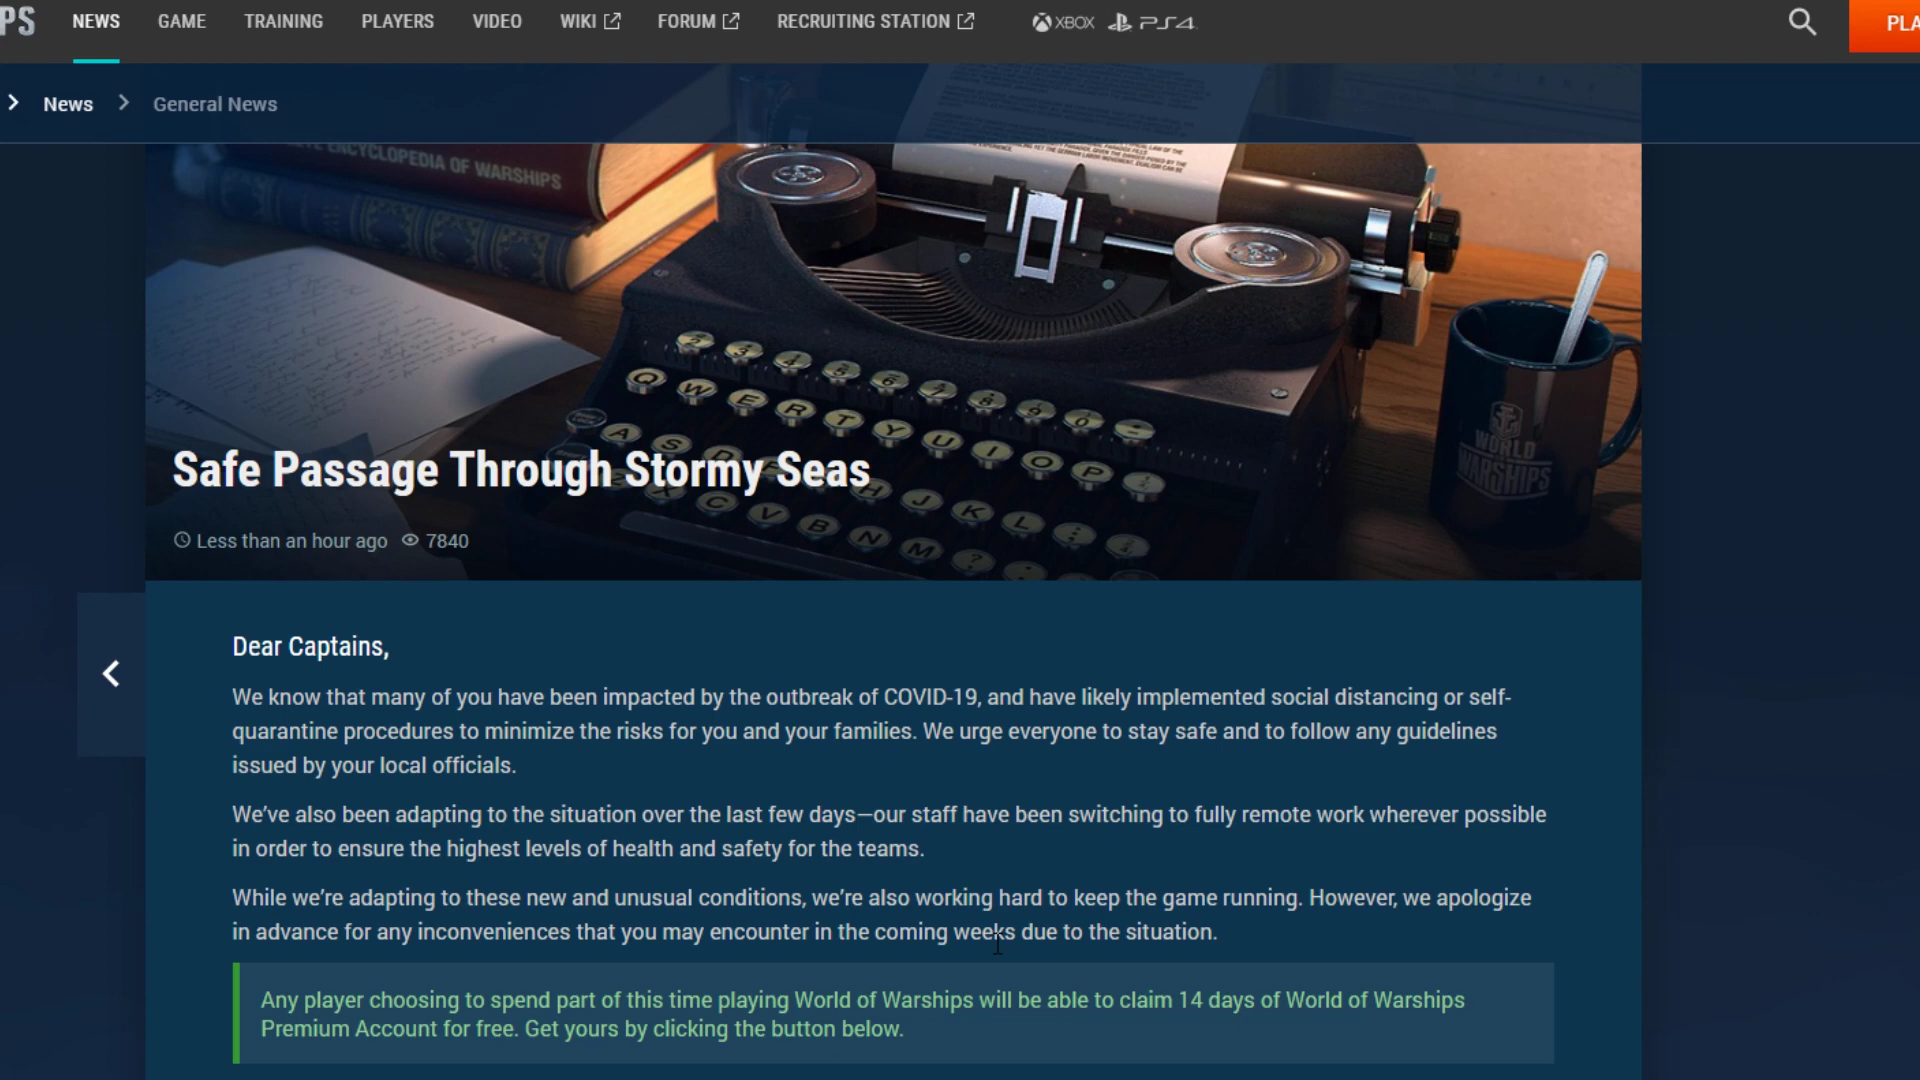 PS NEWS GAME TRAINING PLAYERS VIDEO WIKI FORUM RECRUITING STATION XBOX PS4 PLA
News General News
ENCYCLOPEDIA OF WARSHIPS
2 3 4 5 6 7 8 9 0 -
Q W E R T Y U I O P
A S D H J K L
X C V B N M ?
WORLD
WARSHIPS
Safe Passage Through Stormy Seas
Less than an hour ago 7840
Dear Captains,
We know that many of you have been impacted by the outbreak of COVID-19, and have likely implemented social distancing or self-
quarantine procedures to minimize the risks for you and your families. We urge everyone to stay safe and to follow any guidelines
issued by your local officials.
We’ve also been adapting to the situation over the last few days—our staff have been switching to fully remote work wherever possible
in order to ensure the highest levels of health and safety for the teams.
While we’re adapting to these new and unusual conditions, we’re also working hard to keep the game running. However, we apologize
in advance for any inconveniences that you may encounter in the coming weeks due to the situation.
Any player choosing to spend part of this time playing World of Warships will be able to claim 14 days of World of Warships
Premium Account for free. Get yours by clicking the button below.